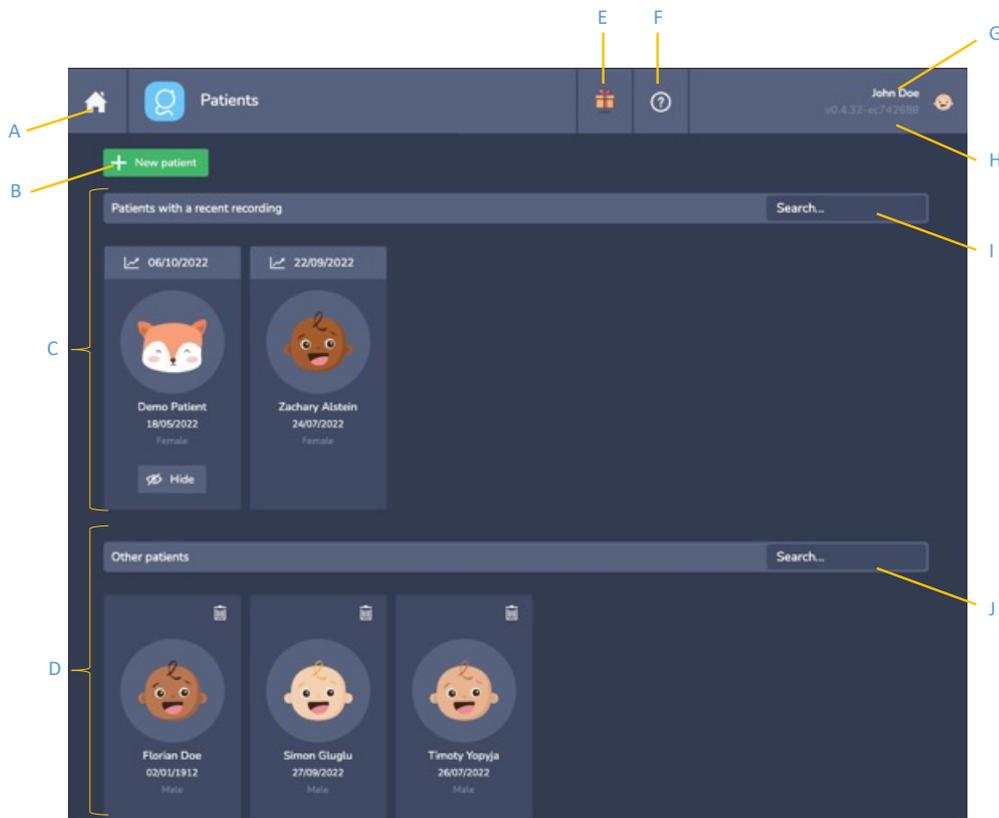 E F
G
Patients John Doe
v0.4.32-ec742688
A
H
New patient
B
Patients with a recent recording Search...
I
06/10/2022 22/09/2022
C
Demo Patient Zachary Alstein
18/05/2022 24/07/2022
Female Female
Hide
Other patients Search...
J
D
Florian Doe Simon Gluglu Timoty Yopyja
02/01/1912 27/09/2022 26/07/2022
Male Male Male